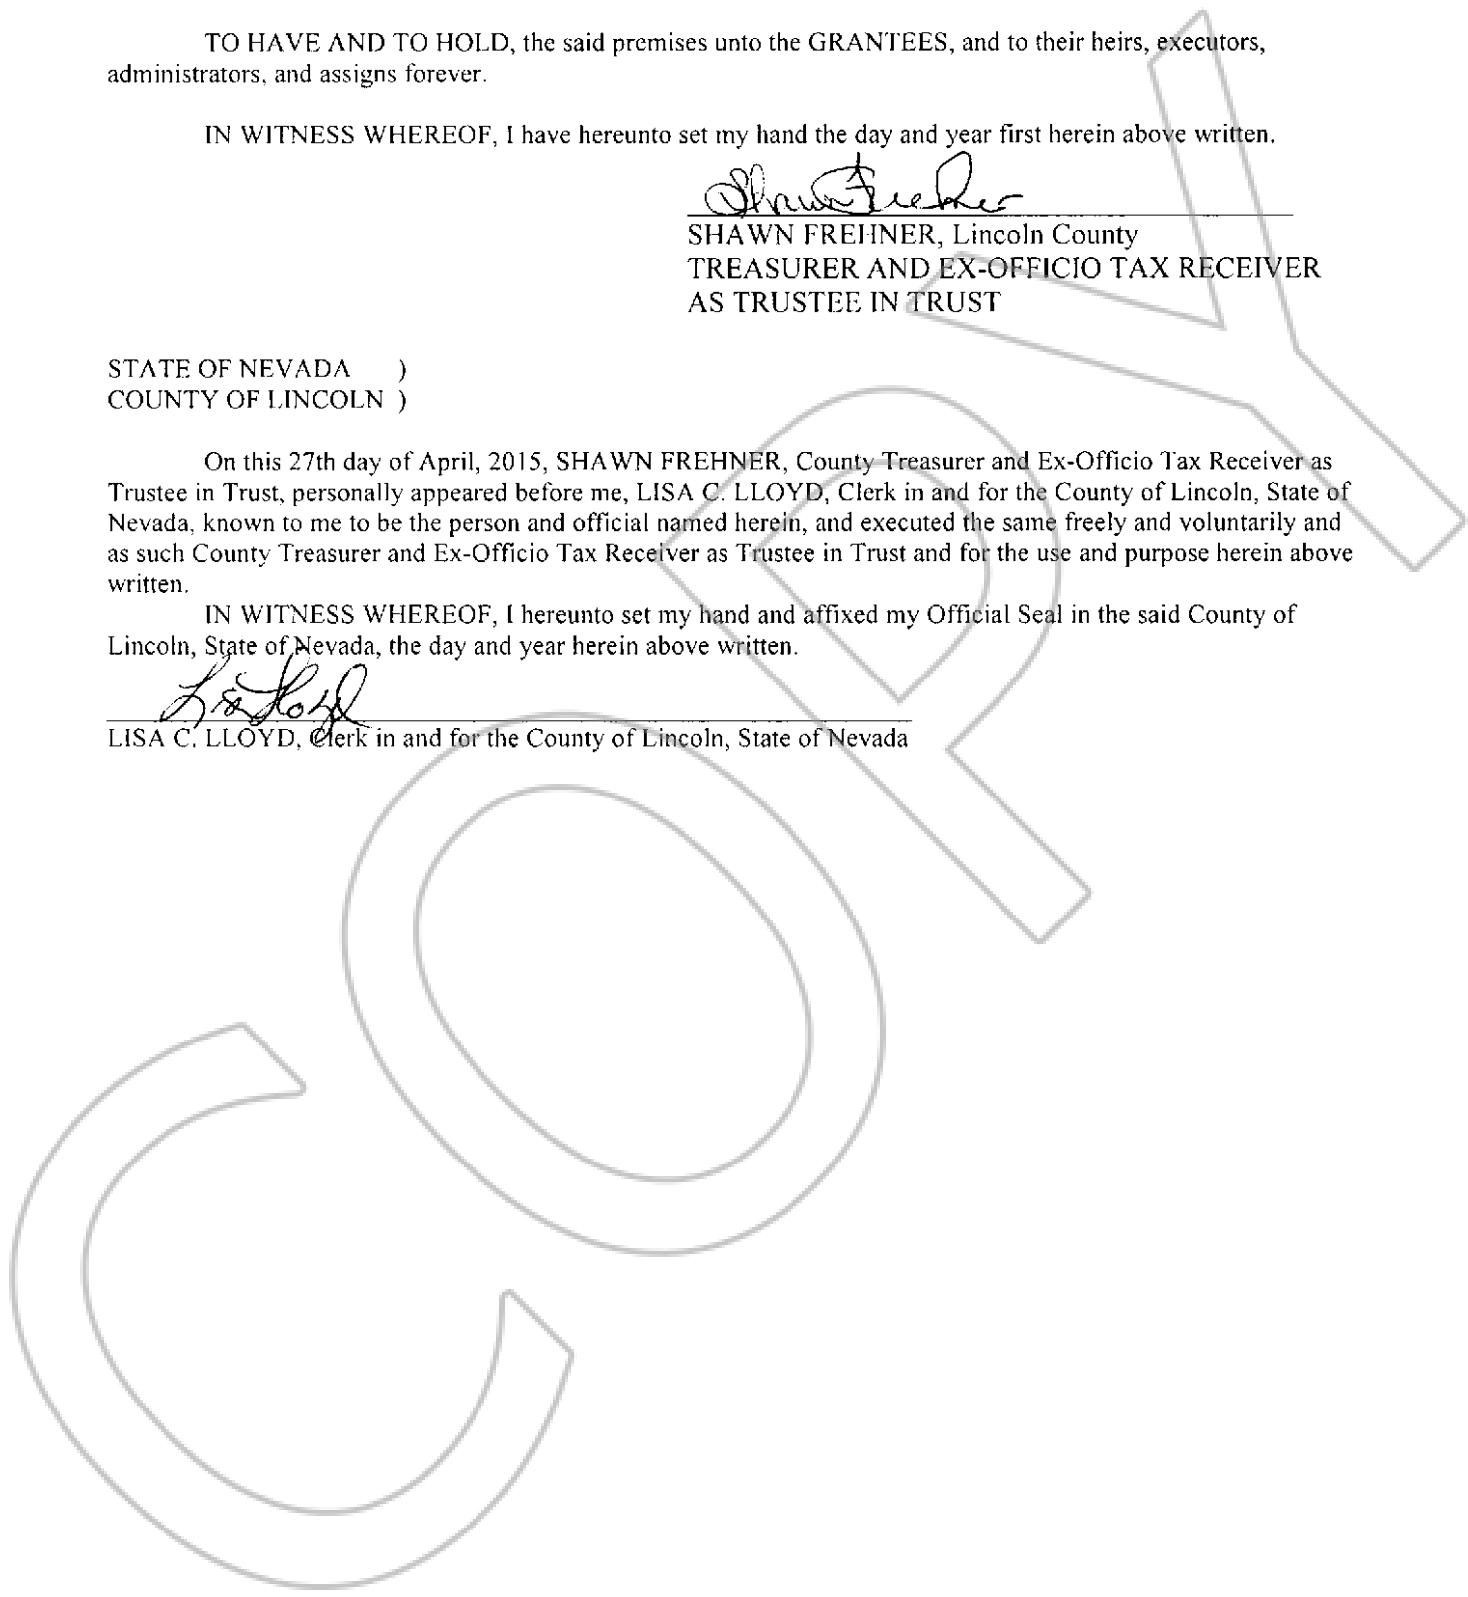 TO HAVE AND TO HOLD, the said premises unto the GRANTEES, and to their heirs, executors,
administrators, and assigns forever.
IN WITNESS WHEREOF, I have hereunto set my hand the day and year first herein above written.
Shawn Frehner
SHAWN FREHNER, Lincoln County
TREASURER AND EX-OFFICIO TAX RECEIVER
AS TRUSTEE IN TRUST
STATE OF NEVADA )
COUNTY OF LINCOLN )
On this 27th day of April, 2015, SHAWN FREHNER, County Treasurer and Ex-Officio Tax Receiver as
Trustee in Trust, personally appeared before me, LISA C. LLOYD, Clerk in and for the County of Lincoln, State of
Nevada, known to me to be the person and official named herein, and executed the same freely and voluntarily and
as such County Treasurer and Ex-Officio Tax Receiver as Trustee in Trust and for the use and purpose herein above
written.
IN WITNESS WHEREOF, I hereunto set my hand and affixed my Official Seal in the said County of
Lincoln, State of Nevada, the day and year herein above written.
Lisa Lloyd
LISA C. LLOYD, Clerk in and for the County of Lincoln, State of Nevada
COPY